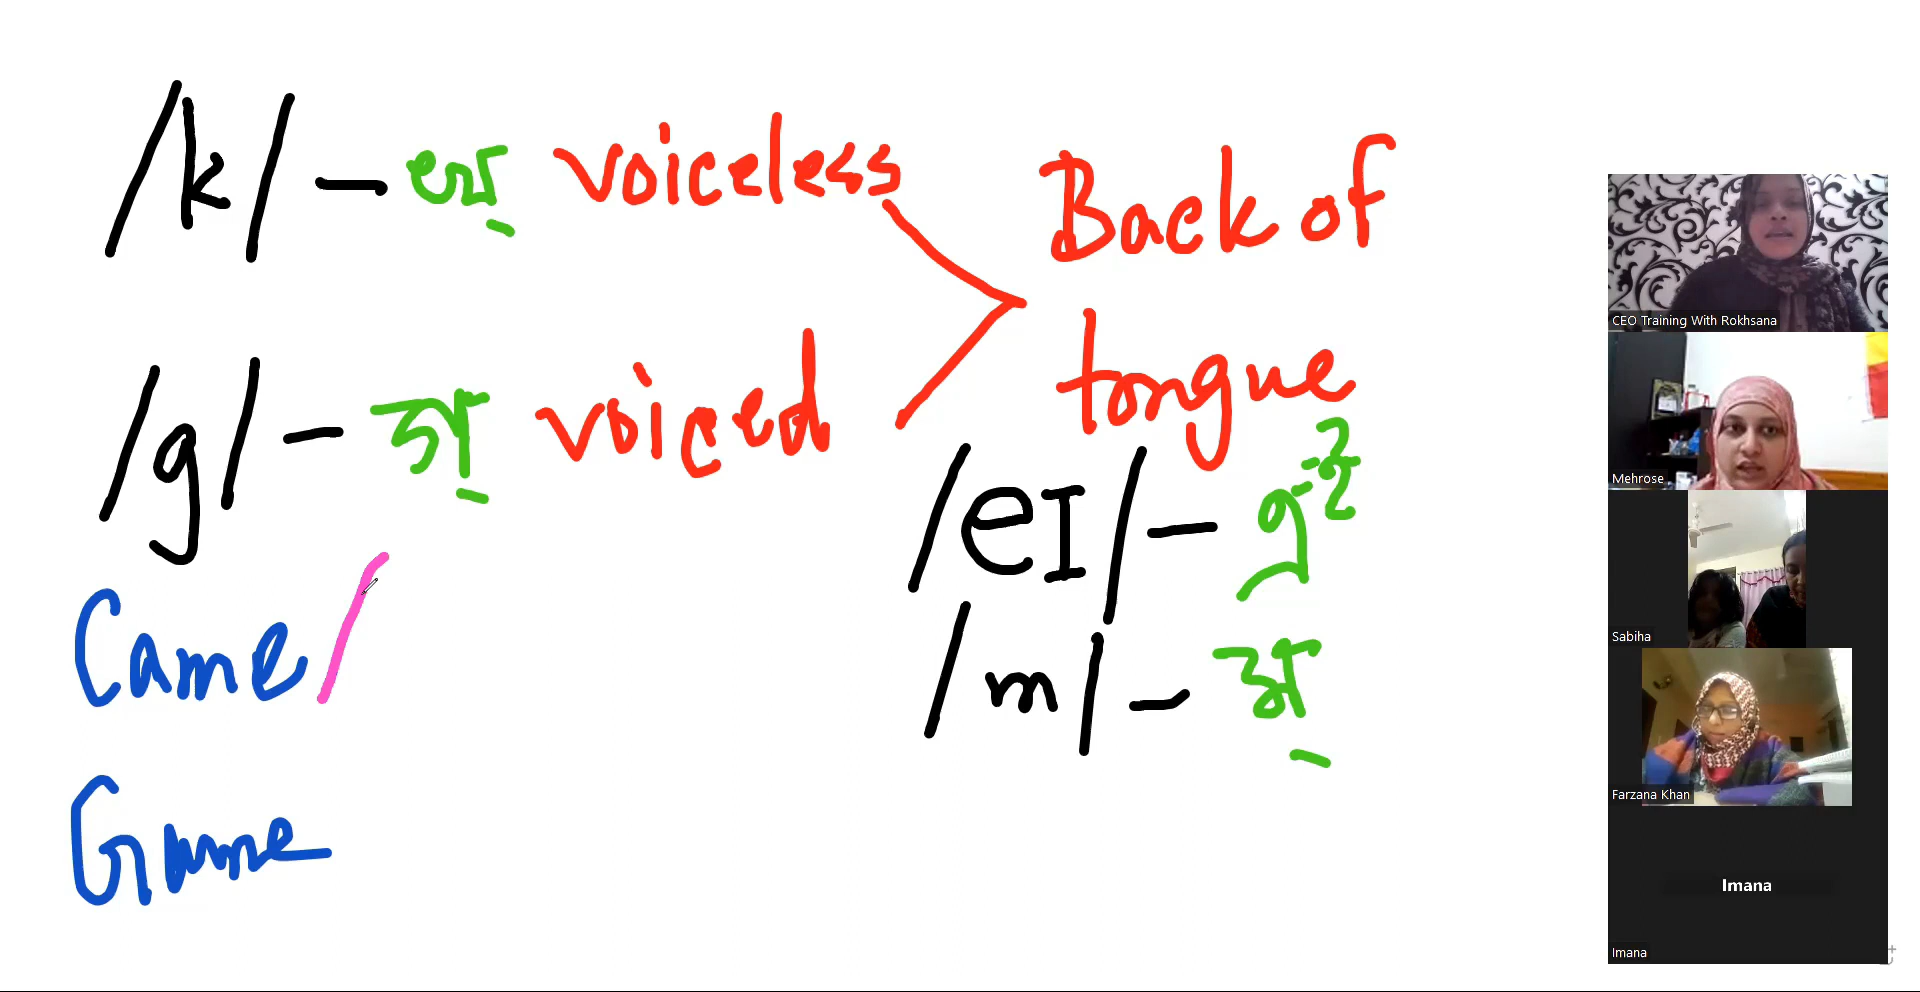 /k/ – খ্ voiceless
Back of
tongue
/g/ – গ্ voiced
/eɪ/ – এই
/m/ – ম্
Came /
Game
CEO Training With Rokhsana
Mehrose
Sabiha
Farzana Khan
Imana
Imana